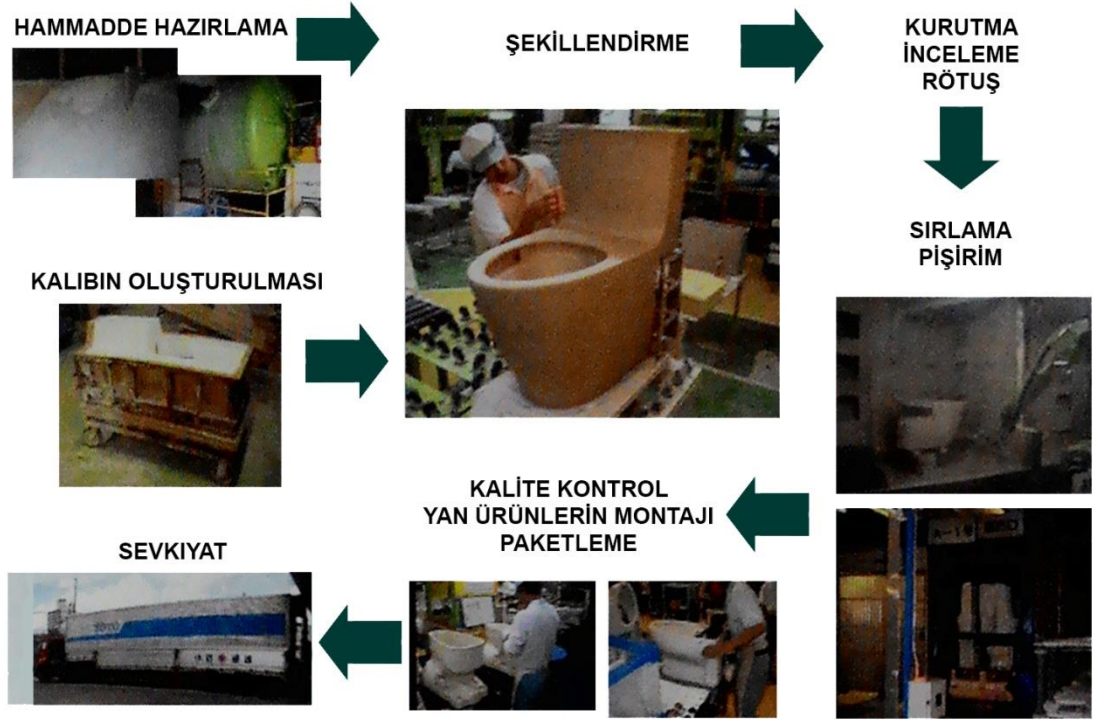 HAMMADDE HAZIRLAMA
ŞEKİLLENDİRME
KURUTMA
İNCELEME
RÖTUŞ
KALIBIN OLUŞTURULMASI
SIRLAMA
PİŞİRİM
KALİTE KONTROL
YAN ÜRÜNLERİN MONTAJI
PAKETLEME
SEVKIYAT